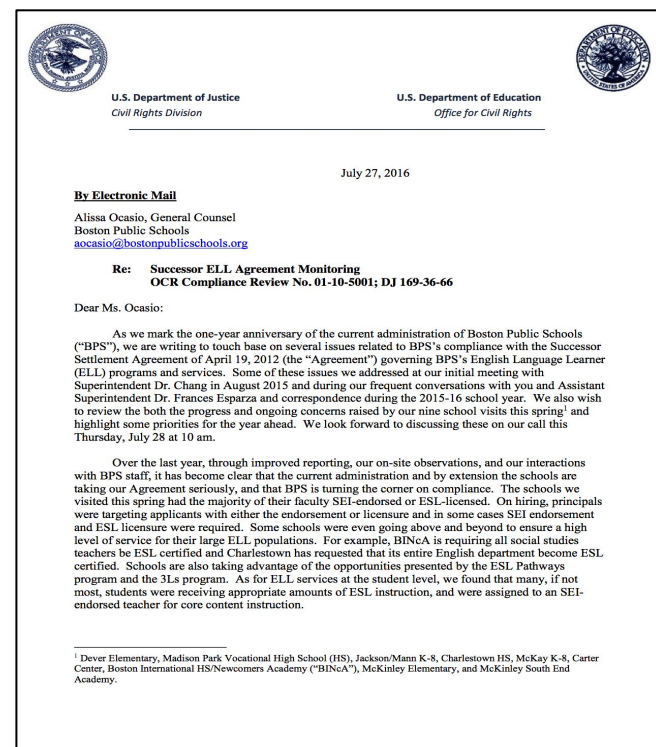 U.S. Department of Justice
Civil Rights Division
U.S. Department of Education
Office for Civil Rights
July 27, 2016
By Electronic Mail
Alissa Ocasio, General Counsel
Boston Public Schools
aocasio@bostonpublicschools.org
Re: Successor ELL Agreement Monitoring
OCR Compliance Review No. 01-10-5001; DJ 169-36-66
Dear Ms. Ocasio:
As we mark the one-year anniversary of the current administration of Boston Public Schools
(“BPS”), we are writing to touch base on several issues related to BPS’s compliance with the Successor
Settlement Agreement of April 19, 2012 (the “Agreement”) governing BPS’s English Language Learner
(ELL) programs and services. Some of these issues we addressed at our initial meeting with
Superintendent Dr. Chang in August 2015 and during our frequent conversations with you and Assistant
Superintendent Dr. Frances Esparza and correspondence during the 2015-16 school year. We also wish
to review the both the progress and ongoing concerns raised by our nine school visits this spring1 and
highlight some priorities for the year ahead. We look forward to discussing these on our call this
Thursday, July 28 at 10 am.
Over the last year, through improved reporting, our on-site observations, and our interactions
with BPS staff, it has become clear that the current administration and by extension the schools are
taking our Agreement seriously, and that BPS is turning the corner on compliance. The schools we
visited this spring had the majority of their faculty SEI-endorsed or ESL-licensed. On hiring, principals
were targeting applicants with either the endorsement or licensure and in some cases SEI endorsement
and ESL licensure were required. Some schools were even going above and beyond to ensure a high
level of service for their large ELL populations. For example, BINcA is requiring all social studies
teachers be ESL certified and Charlestown has requested that its entire English department become ESL
certified. Schools are also taking advantage of the opportunities presented by the ESL Pathways
program and the 3Ls program. As for ELL services at the student level, we found that many, if not
most, students were receiving appropriate amounts of ESL instruction, and were assigned to an SEI-
endorsed teacher for core content instruction.
1 Dever Elementary, Madison Park Vocational High School (HS), Jackson/Mann K-8, Charlestown HS, McKay K-8, Carter
Center, Boston International HS/Newcomers Academy (“BINcA”), McKinley Elementary, and McKinley South End
Academy.